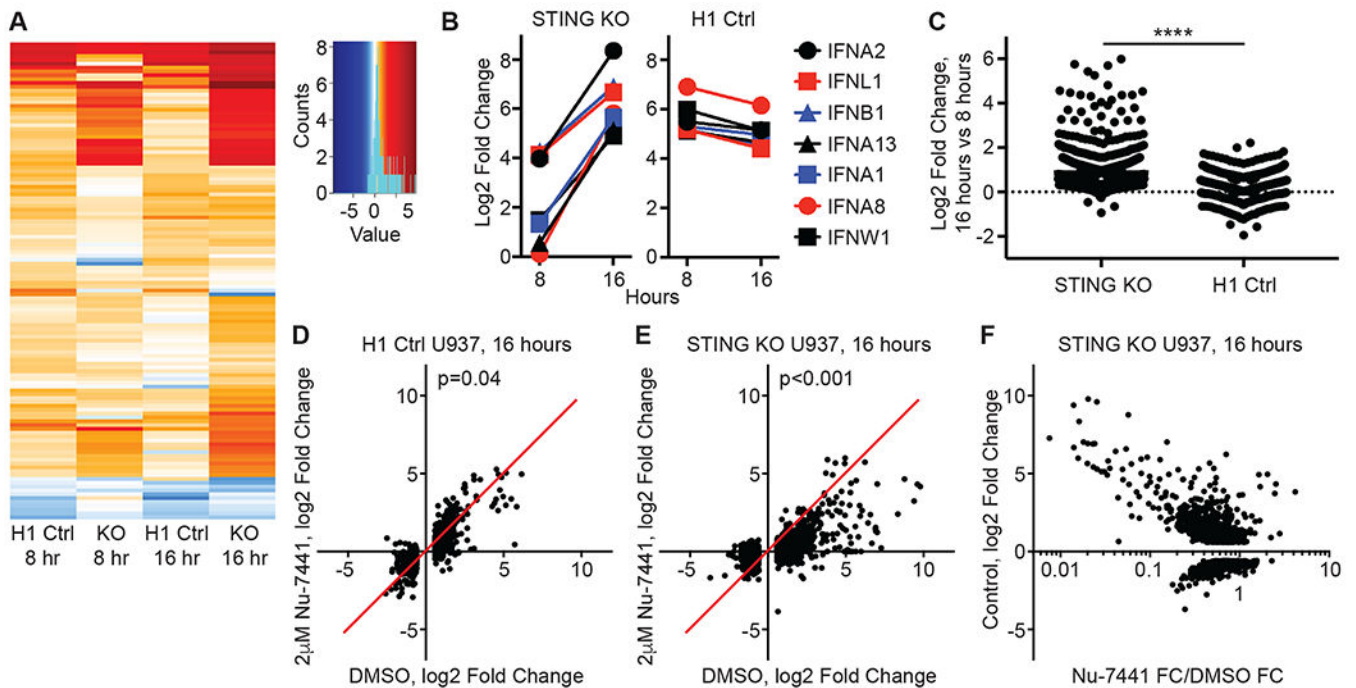 A
H1 Ctrl 8 hr
KO 8 hr
H1 Ctrl 16 hr
KO 16 hr
Counts
8
6
4
2
0
-5 0 5
Value
B
STING KO H1 Ctrl
Log2 Fold Change
8
6
4
2
0
8 16
8
6
4
2
0
8 16
Hours
IFNA2
IFNL1
IFNB1
IFNA13
IFNA1
IFNA8
IFNW1
C
****
Log2 Fold Change,
16 hours vs 8 hours
6
4
2
0
-2
STING KO H1 Ctrl
D
H1 Ctrl U937, 16 hours
p=0.04
2μM Nu-7441, log2 Fold Change
10
5
-5 5 10
-5
DMSO, log2 Fold Change
E
STING KO U937, 16 hours
p<0.001
2μM Nu-7441, log2 Fold Change
10
5
-5 5 10
-5
DMSO, log2 Fold Change
F
STING KO U937, 16 hours
Control, log2 Fold Change
10
5
0
0.01 0.1 1 10
-5
Nu-7441 FC/DMSO FC